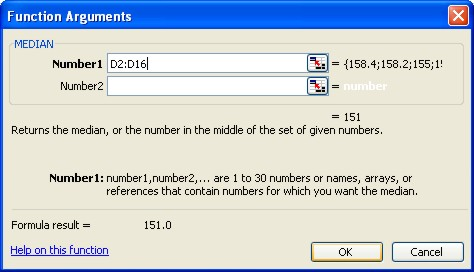 Function Arguments
MEDIAN
Number1 D2:D16 = {158.4;158.2;155;1!
Number2 = number
= 151
Returns the median, or the number in the middle of the set of given numbers.
Number1: number1,number2,... are 1 to 30 numbers or names, arrays, or
references that contain numbers for which you want the median.
Formula result = 151.0
Help on this function OK Cancel